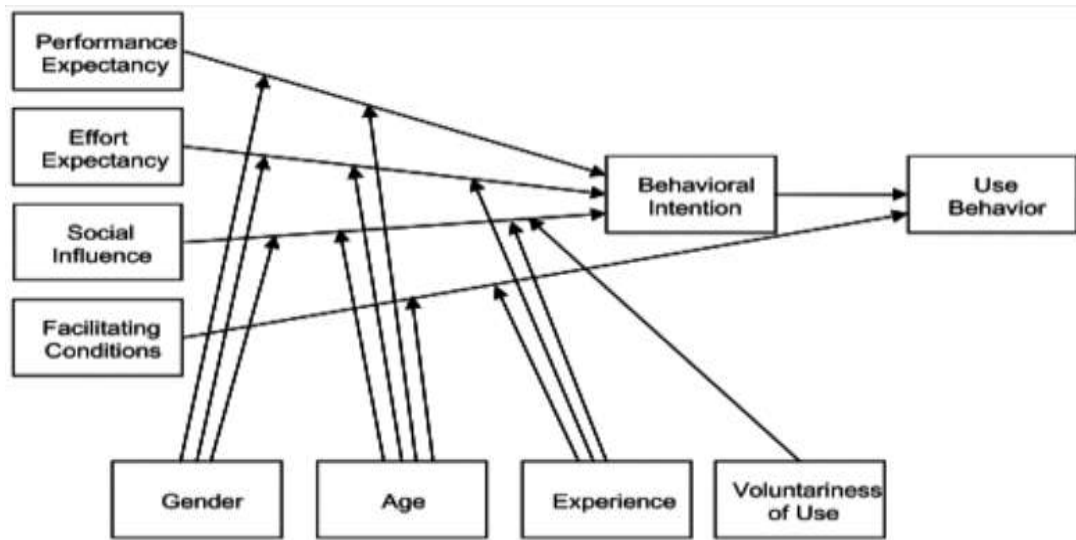 Performance
Expectancy
Effort
Expectancy
Social
Influence
Facilitating
Conditions
Behavioral
Intention
Use
Behavior
Gender
Age
Experience
Voluntariness
of Use